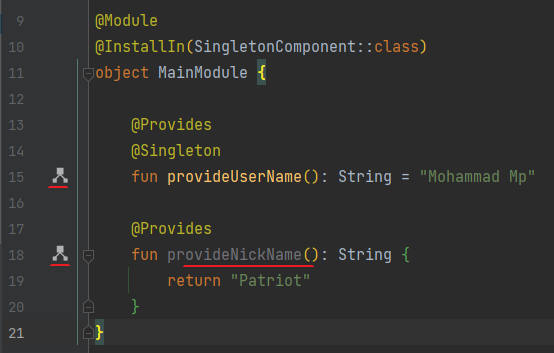 9 @Module
10 @InstallIn(SingletonComponent::class)
11 object MainModule {
12
13 @Provides
14 @Singleton
15 fun provideUserName(): String = "Mohammad Mp"
16
17 @Provides
18 fun provideNickName(): String {
19 return "Patriot"
20 }
21 }